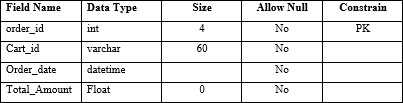 Field Name Data Type Size Allow Null Constrain
order_id int 4 No PK
Cart_id varchar 60 No
Order_date datetime No
Total_Amount Float 0 No